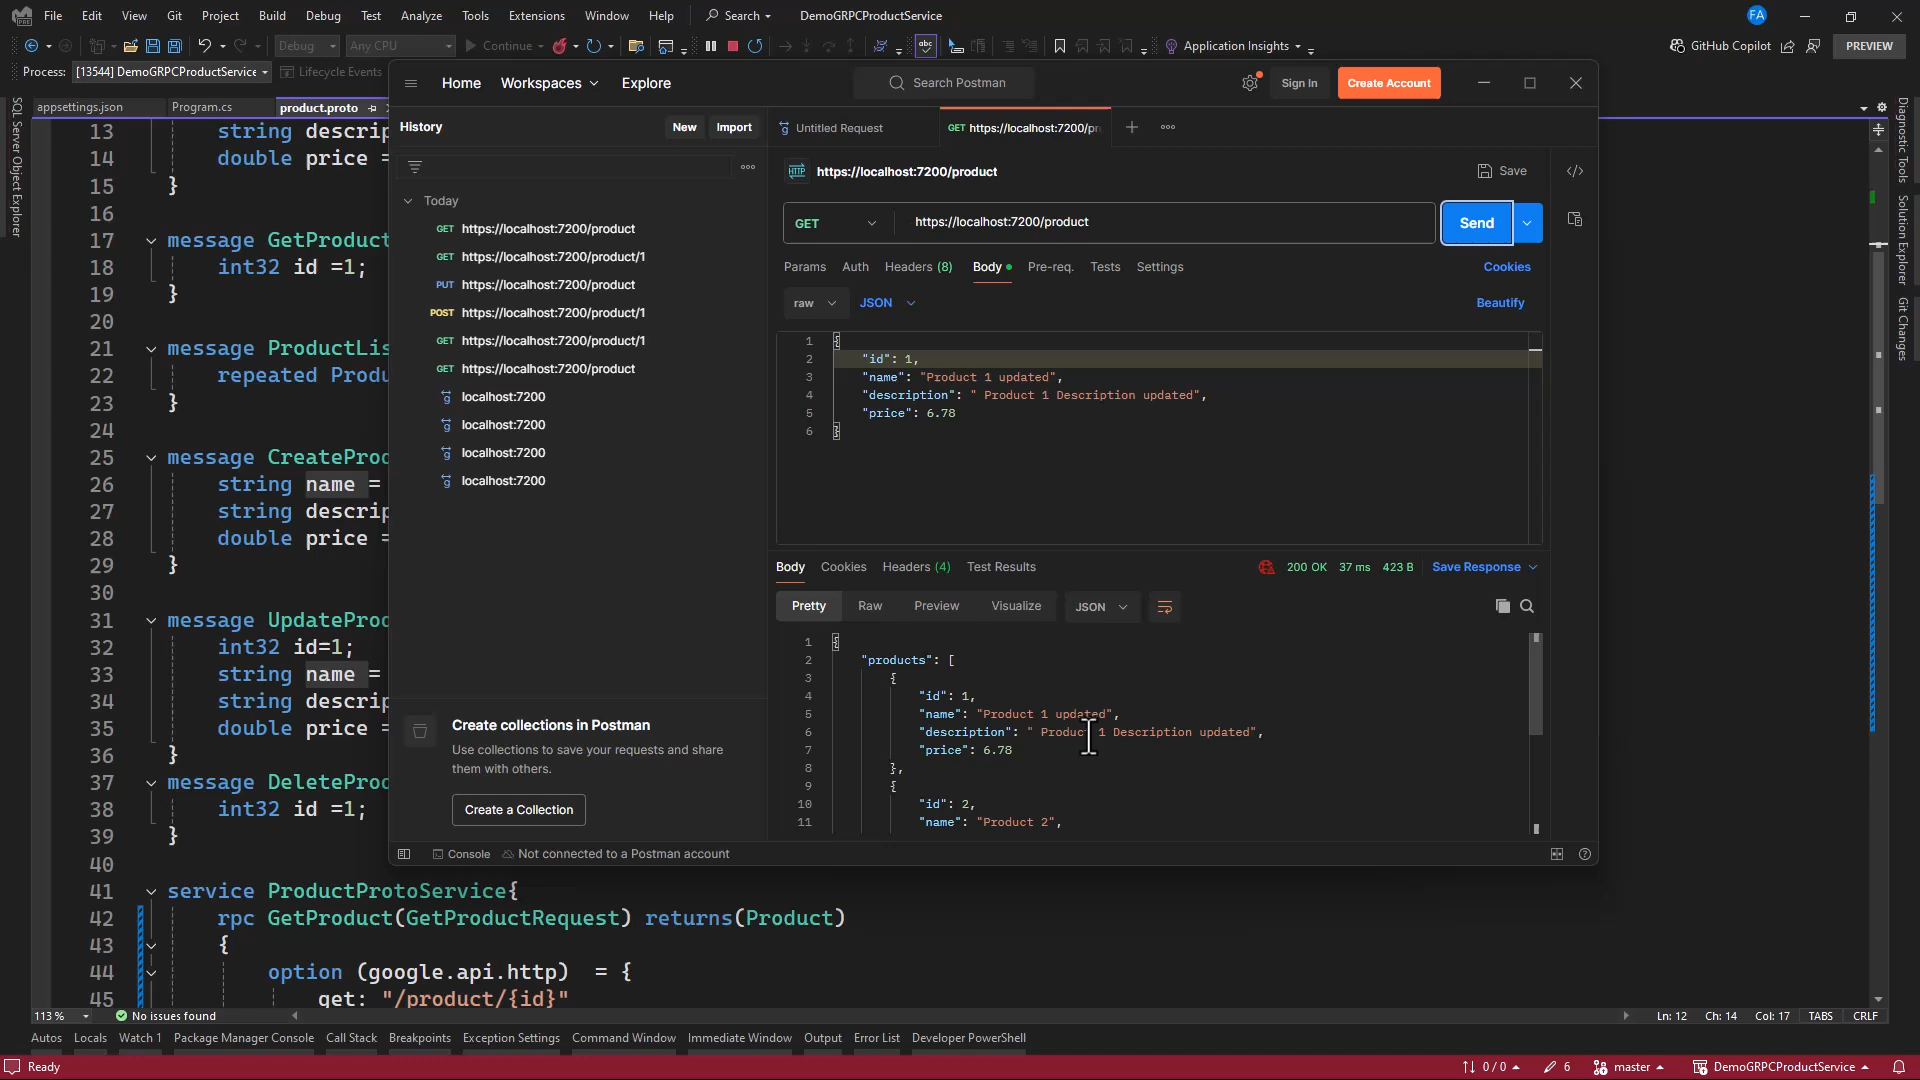 File Edit View Git Project Build Debug Test Analyze Tools Extensions Window Help Search DemoGRPCProductService FA
Debug Any CPU Continue abc Application Insights GitHub Copilot PREVIEW
Process: [13544] DemoGRPCProductService Lifecycle Events
SQL Server Object Explorer
appsettings.json Program.cs product.proto
13 string descrip
14 double price =
15 }
16
17 message GetProduct
18 int32 id =1;
19 }
20
21 message ProductLis
22 repeated Produ
23 }
24
25 message CreateProd
26 string name =
27 string descrip
28 double price =
29 }
30
31 message UpdateProd
32 int32 id=1;
33 string name =
34 string descrip
35 double price =
36 }
37 message DeleteProd
38 int32 id =1;
39 }
40
41 service ProductProtoService{
42 rpc GetProduct(GetProductRequest) returns(Product)
43 {
44 option (google.api.http) = {
45 get: "/product/{id}"
Home Workspaces Explore Search Postman Sign In Create Account
History New Import
Today
GET https://localhost:7200/product
GET https://localhost:7200/product/1
PUT https://localhost:7200/product
POST https://localhost:7200/product/1
GET https://localhost:7200/product/1
GET https://localhost:7200/product
localhost:7200
localhost:7200
localhost:7200
localhost:7200
Create collections in Postman
Use collections to save your requests and share
them with others.
Create a Collection
Untitled Request GET https://localhost:7200/pr
HTTP https://localhost:7200/product Save
GET https://localhost:7200/product Send
Params Auth Headers (8) Body Pre-req. Tests Settings Cookies
raw JSON Beautify
1 {
2 "id": 1,
3 "name": "Product 1 updated",
4 "description": " Product 1 Description updated",
5 "price": 6.78
6 }
Body Cookies Headers (4) Test Results 200 OK 37 ms 423 B Save Response
Pretty Raw Preview Visualize JSON
1 {
2 "products": [
3 {
4 "id": 1,
5 "name": "Product 1 updated",
6 "description": " Product 1 Description updated",
7 "price": 6.78
8 },
9 {
10 "id": 2,
11 "name": "Product 2",
Console Not connected to a Postman account
Diagnostic Tools
Solution Explorer
Git Changes
113 % No issues found Ln: 12 Ch: 14 Col: 17 TABS CRLF
Autos Locals Watch 1 Package Manager Console Call Stack Breakpoints Exception Settings Command Window Immediate Window Output Error List Developer PowerShell
Ready 0 / 0 6 master DemoGRPCProductService